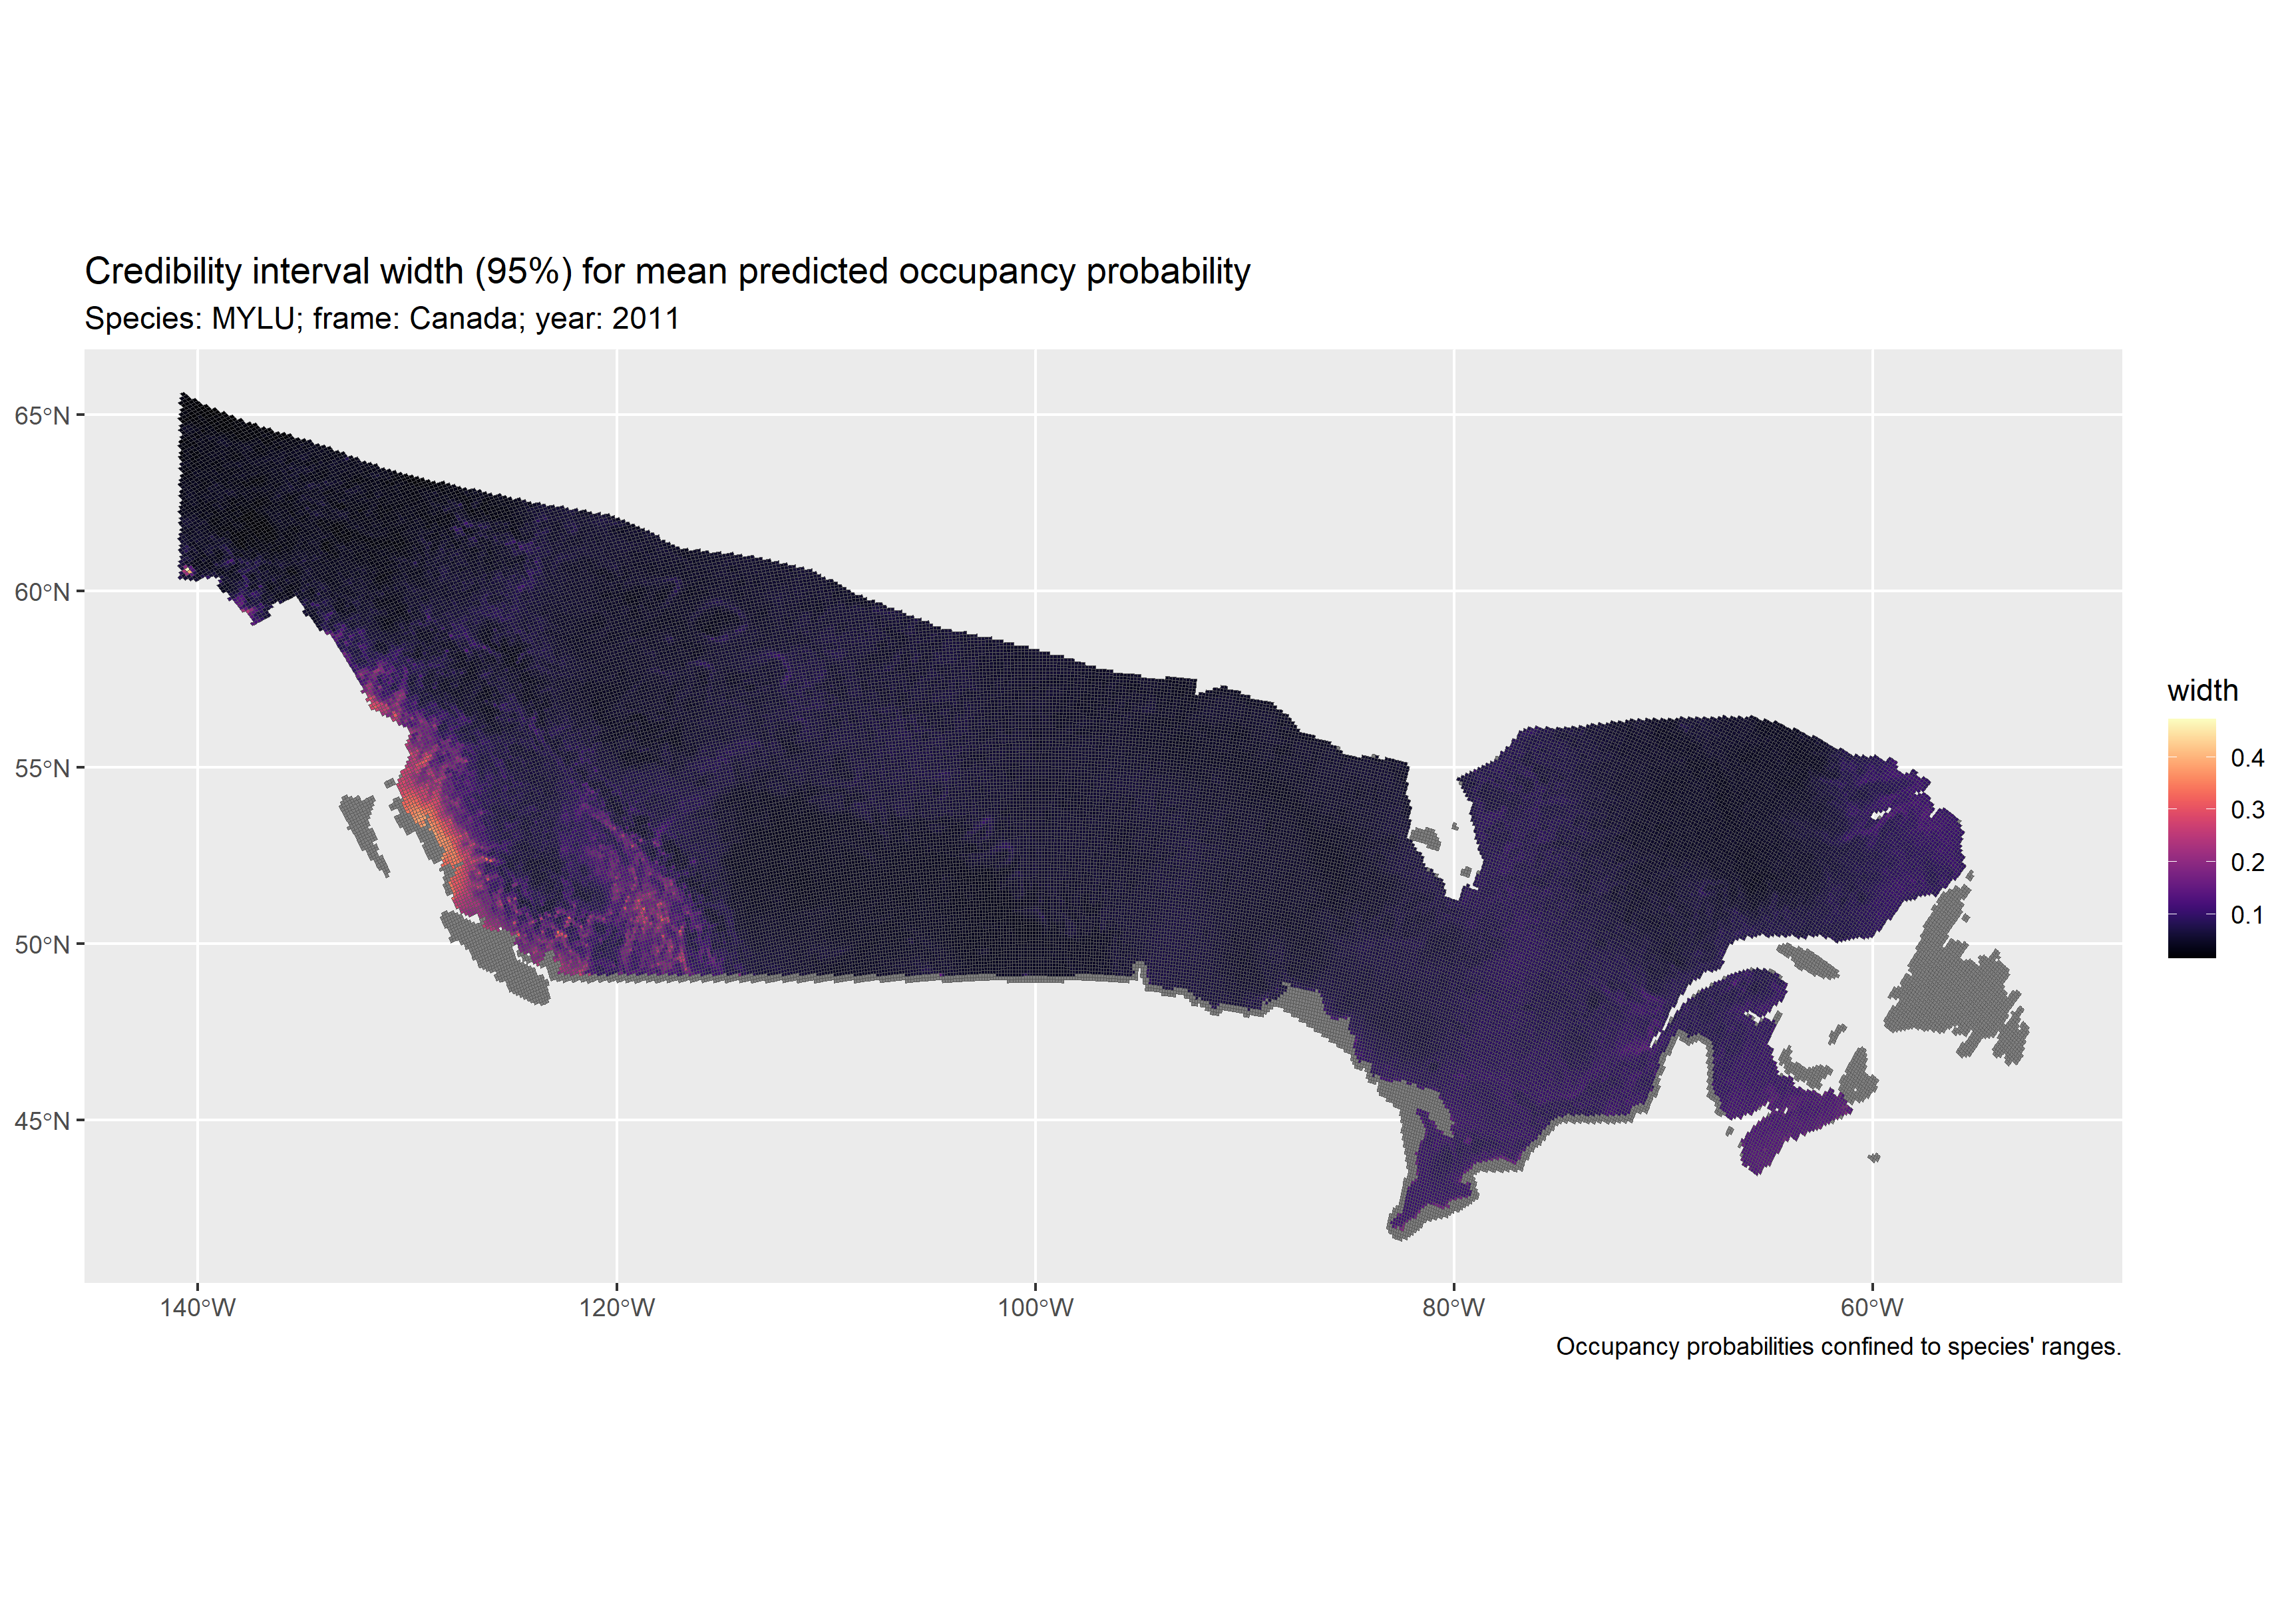 Credibility interval width (95%) for mean predicted occupancy probability
Species: MYLU; frame: Canada; year: 2011
65°N
60°N
55°N
50°N
45°N
140°W
120°W
100°W
80°W
60°W
width
0.4
0.3
0.2
0.1
Occupancy probabilities confined to species' ranges.